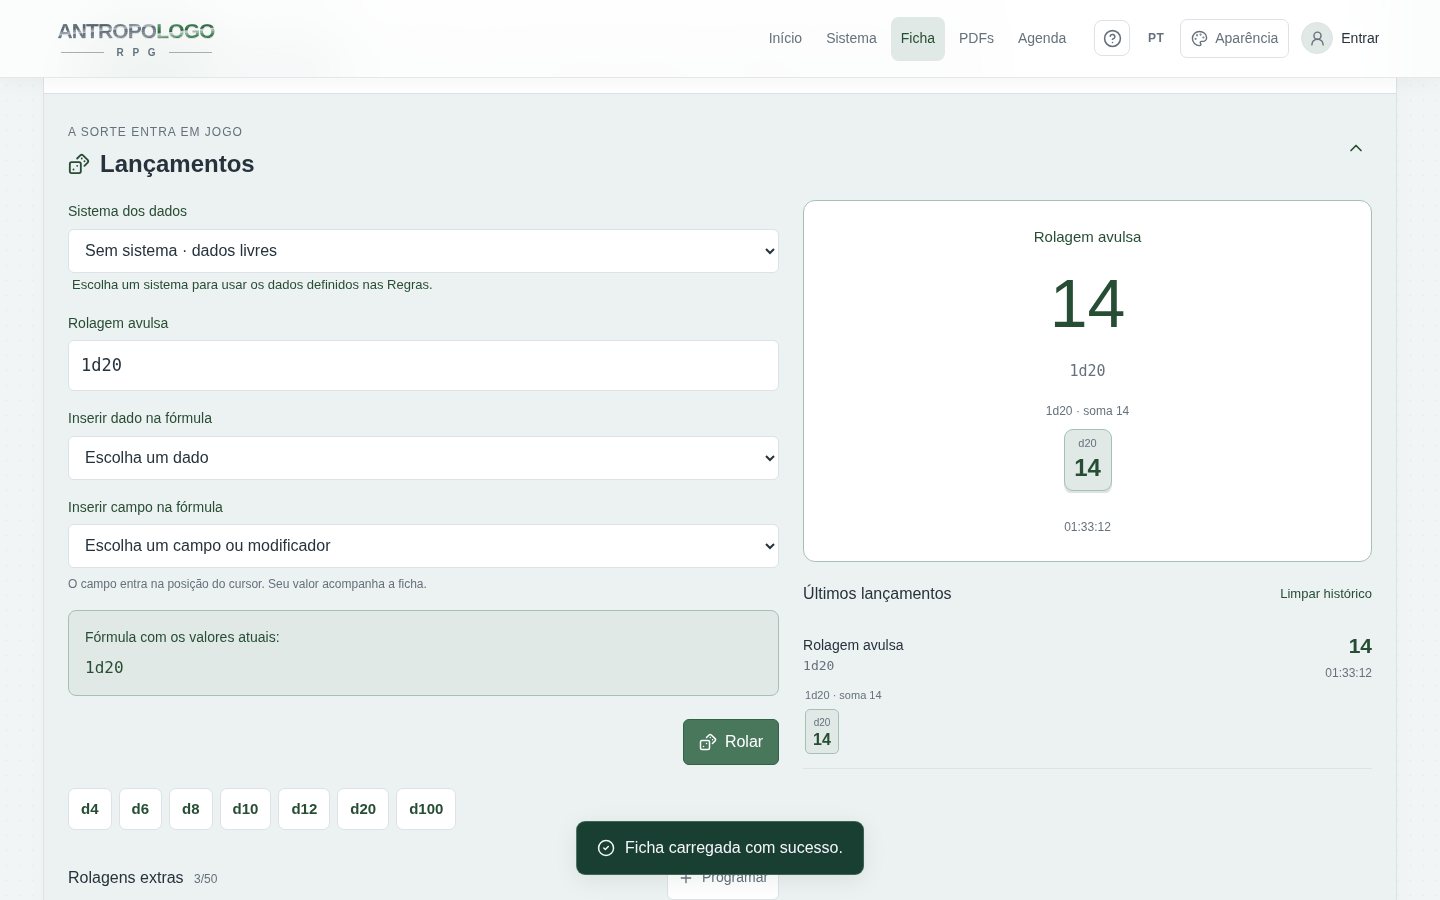 ANTROPOLOGO
RPG
Início
Sistema
Ficha
PDFs
Agenda
PT
Aparência
Entrar
A SORTE ENTRA EM JOGO
Lançamentos
Sistema dos dados
Sem sistema · dados livres
Escolha um sistema para usar os dados definidos nas Regras.
Rolagem avulsa
1d20
Inserir dado na fórmula
Escolha um dado
Inserir campo na fórmula
Escolha um campo ou modificador
O campo entra na posição do cursor. Seu valor acompanha a ficha.
Fórmula com os valores atuais:
1d20
Rolar
d4
d6
d8
d10
d12
d20
d100
Rolagens extras 3/50
Programar
Rolagem avulsa
14
1d20
1d20 · soma 14
d20
14
01:33:12
Últimos lançamentos
Limpar histórico
Rolagem avulsa
14
1d20
01:33:12
1d20 · soma 14
d20
14
Ficha carregada com sucesso.